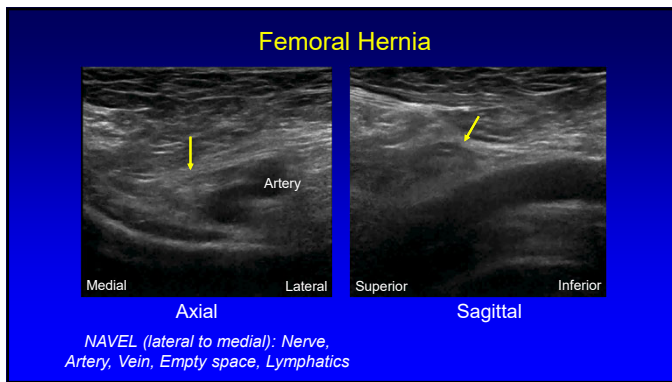 Femoral Hernia
Artery
Medial
Lateral
Superior
Inferior
Axial
Sagittal
NAVEL (lateral to medial): Nerve,
Artery, Vein, Empty space, Lymphatics